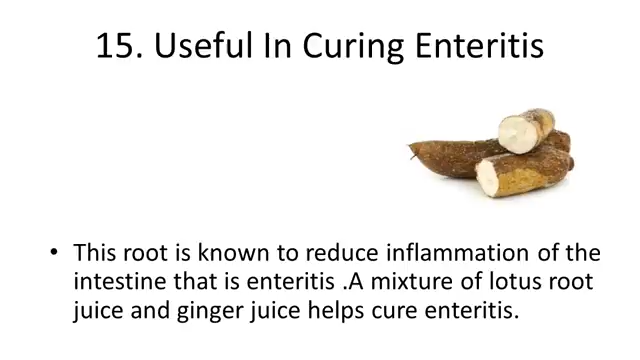 15. Useful In Curing Enteritis
• This root is known to reduce inflammation of the
intestine that is enteritis .A mixture of lotus root
juice and ginger juice helps cure enteritis.